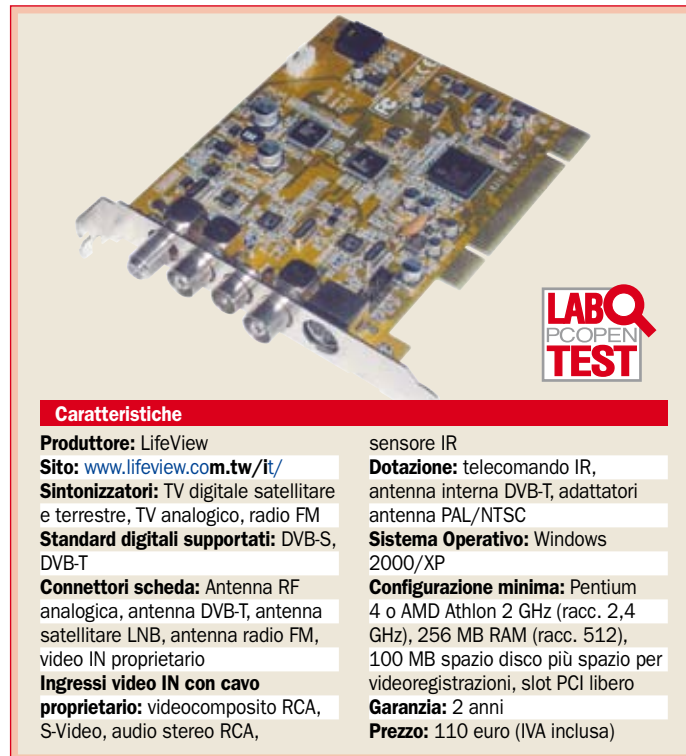 LAB
PCOPEN
TEST
Caratteristiche
Produttore: LifeView
Sito: www.lifeview.com.tw/it/
Sintonizzatori: TV digitale satellitare
e terrestre, TV analogico, radio FM
Standard digitali supportati: DVB-S,
DVB-T
Connettori scheda: Antenna RF
analogica, antenna DVB-T, antenna
satellitare LNB, antenna radio FM,
video IN proprietario
Ingressi video IN con cavo
proprietario: videocomposito RCA,
S-Video, audio stereo RCA,
sensore IR
Dotazione: telecomando IR,
antenna interna DVB-T, adattatori
antenna PAL/NTSC
Sistema Operativo: Windows
2000/XP
Configurazione minima: Pentium
4 o AMD Athlon 2 GHz (racc. 2,4
GHz), 256 MB RAM (racc. 512),
100 MB spazio disco più spazio per
videoregistrazioni, slot PCI libero
Garanzia: 2 anni
Prezzo: 110 euro (IVA inclusa)